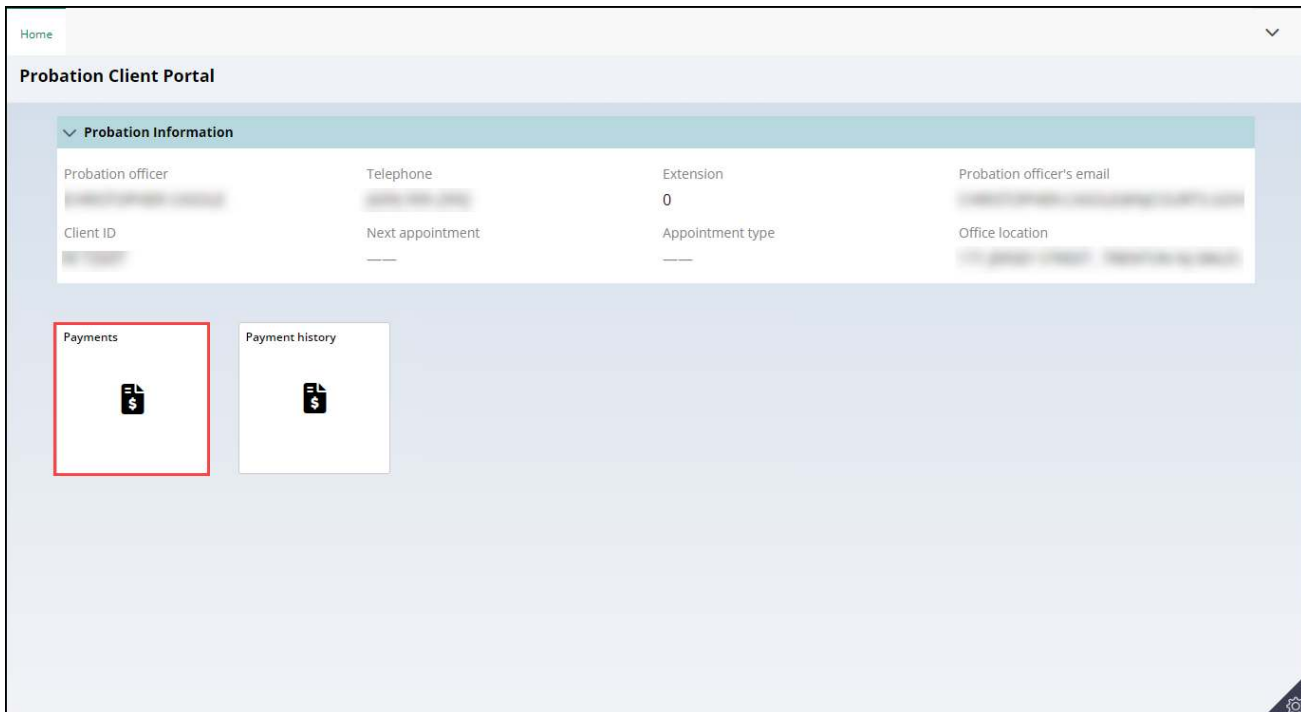 Home
Probation Client Portal
Probation Information
Probation officer Telephone Extension Probation officer's email
0
Client ID Next appointment Appointment type Office location
—— ——
Payments Payment history